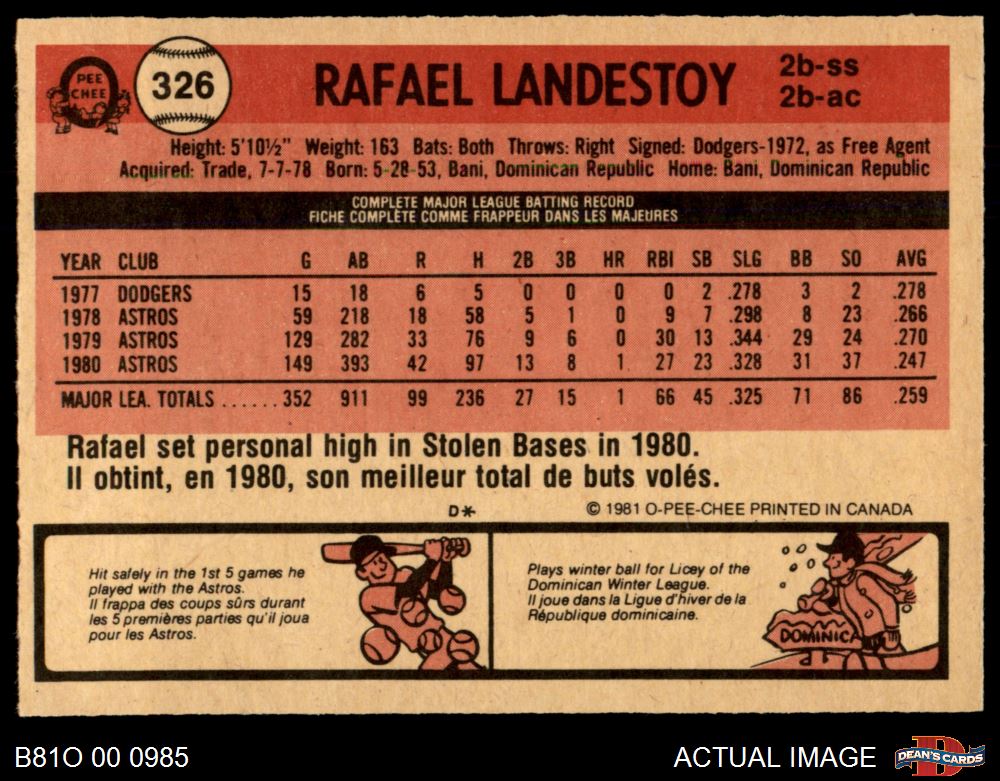 PEE
CHEE
326
RAFAEL LANDESTOY
2b-ss
2b-ac
Height: 5'10½" Weight: 163 Bats: Both Throws: Right Signed: Dodgers-1972, as Free Agent
Acquired: Trade, 7-7-78 Born: 5-28-53, Bani, Dominican Republic Home: Bani, Dominican Republic
COMPLETE MAJOR LEAGUE BATTING RECORD
FICHE COMPLÈTE COMME FRAPPEUR DANS LES MAJEURES
YEAR CLUB G AB R H 2B 3B HR RBI SB SLG BB SO AVG
1977 DODGERS 15 18 6 5 0 0 0 0 2 .278 3 2 .278
1978 ASTROS 59 218 18 58 5 1 0 9 7 .298 8 23 .266
1979 ASTROS 129 282 33 76 9 6 0 30 13 .344 29 24 .270
1980 ASTROS 149 393 42 97 13 8 1 27 23 .328 31 37 .247
MAJOR LEA. TOTALS ......352 911 99 236 27 15 1 66 45 .325 71 86 .259
Rafael set personal high in Stolen Bases in 1980.
Il obtint, en 1980, son meilleur total de buts volés.
D*
© 1981 O-PEE-CHEE PRINTED IN CANADA
Hit safely in the 1st 5 games he
played with the Astros.
Il frappa des coups sûrs durant
les 5 premières parties qu'il joua
pour les Astros.
Plays winter ball for Licey of the
Dominican Winter League.
Il joue dans la Ligue d'hiver de la
République dominicaine.
DOMINICA
B81O 00 0985
ACTUAL IMAGE
DEAN'S CARDS